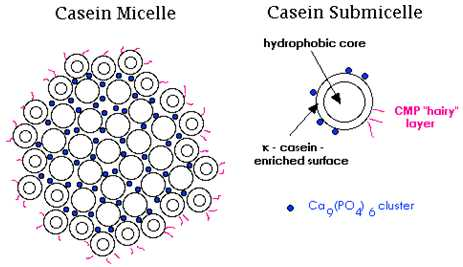 Casein Micelle
Casein Submicelle
hydrophobic core
CMP "hairy"
layer
κ - casein -
enriched surface
Ca9(PO4)6 cluster